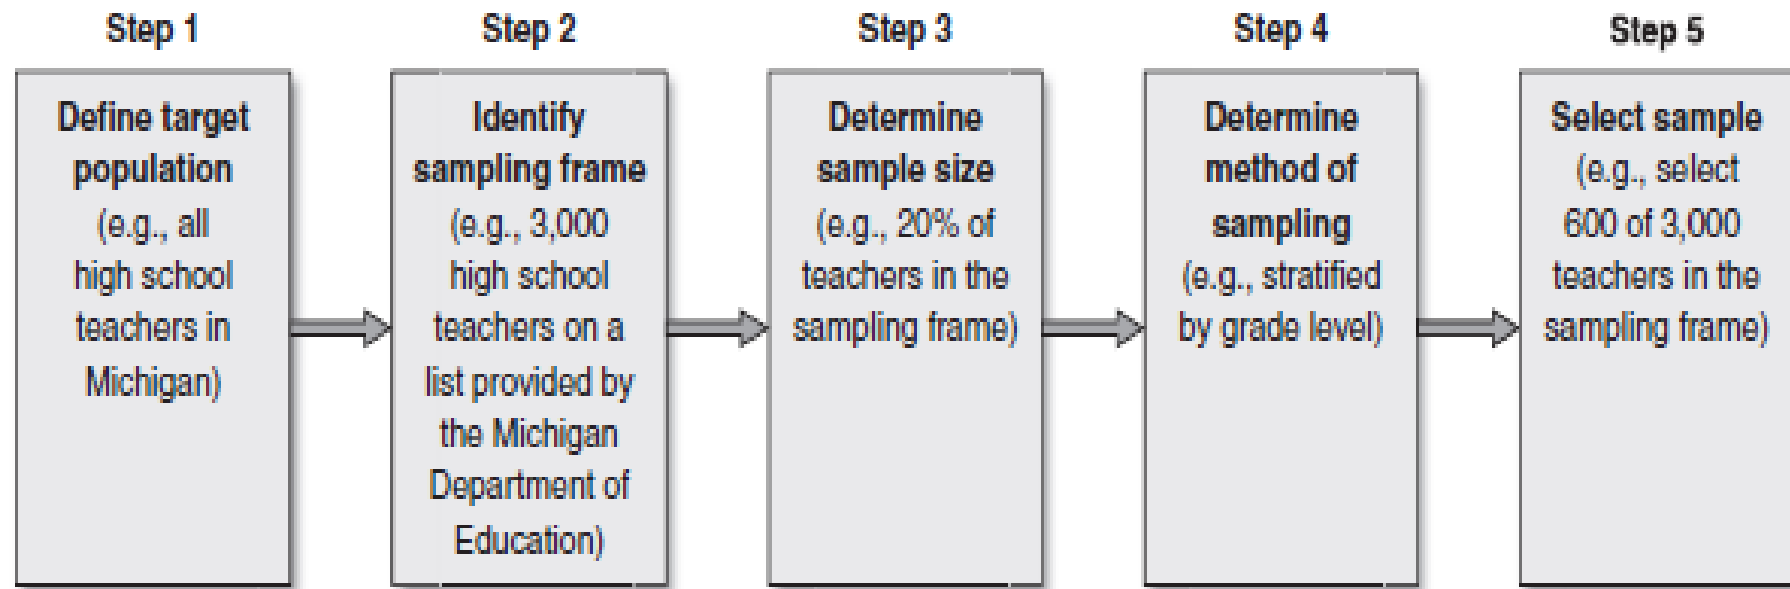 Step 1
Define target
population
(e.g., all
high school
teachers in
Michigan)
Step 2
Identify
sampling frame
(e.g., 3,000
high school
teachers on a
list provided by
the Michigan
Department of
Education)
Step 3
Determine
sample size
(e.g., 20% of
teachers in the
sampling frame)
Step 4
Determine
method of
sampling
(e.g., stratified
by grade level)
Step 5
Select sample
(e.g., select
600 of 3,000
teachers in the
sampling frame)